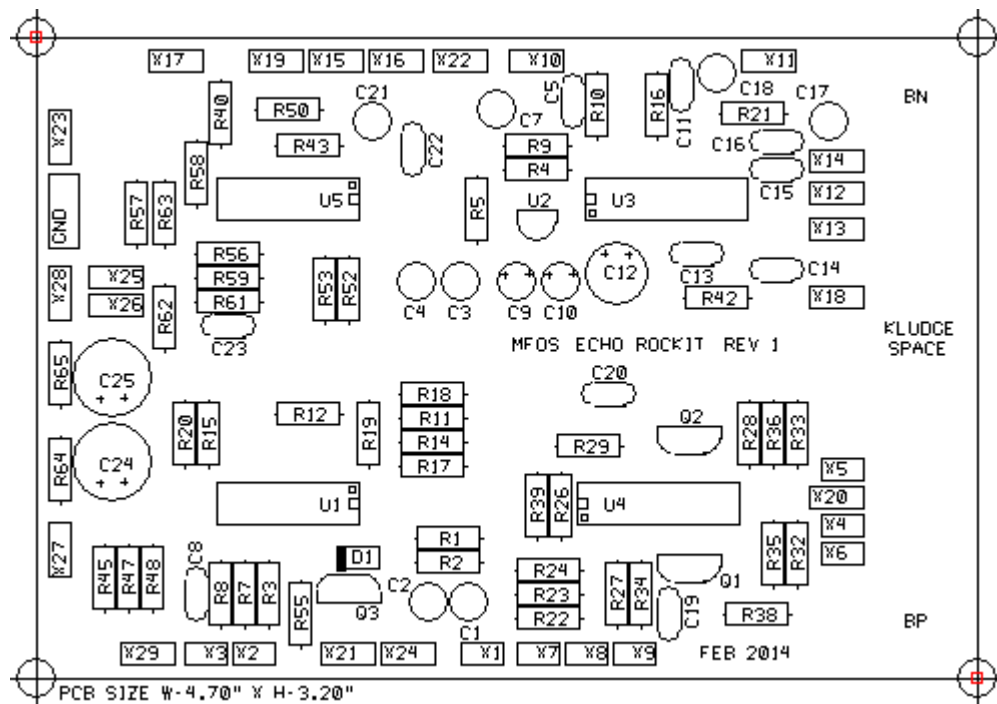 X17 X19 X15 X16 X22 X10 X11
X23 R40 R50 C21 C7 C5 R10 R16 C11 C18 R21 C17 BN
R43 C22 R9 C16
R58 R4 C15 X14
GND R57 R63 U5 R5 U2 U3 X12
X13
R56
X28 X25 R59 R53 R52 C12 C13 C14
X26 R61 R62 C4 C3 C9 C10 R42 X18
C23 MFOS ECHO ROCKIT REV 1 KLUDGE
SPACE
R65 C25 C20
R18
R20 R15 R12 R19 R11 Q2 R28 R36 R33
R14 R29
R64 C24 R17 X5
U1 R39 R26 U4 X20
X4
X27 R1 R35 R32
R45 R47 R48 C8 D1 R2 X6
R24 Q1
R8 R7 R3 R55 Q3 C2 R23 R27 R34 C19
C1 R22 R38 BP
X29 X3 X2 X21 X24 X1 X7 X8 X9 FEB 2014
PCB SIZE W-4.70" X H-3.20"